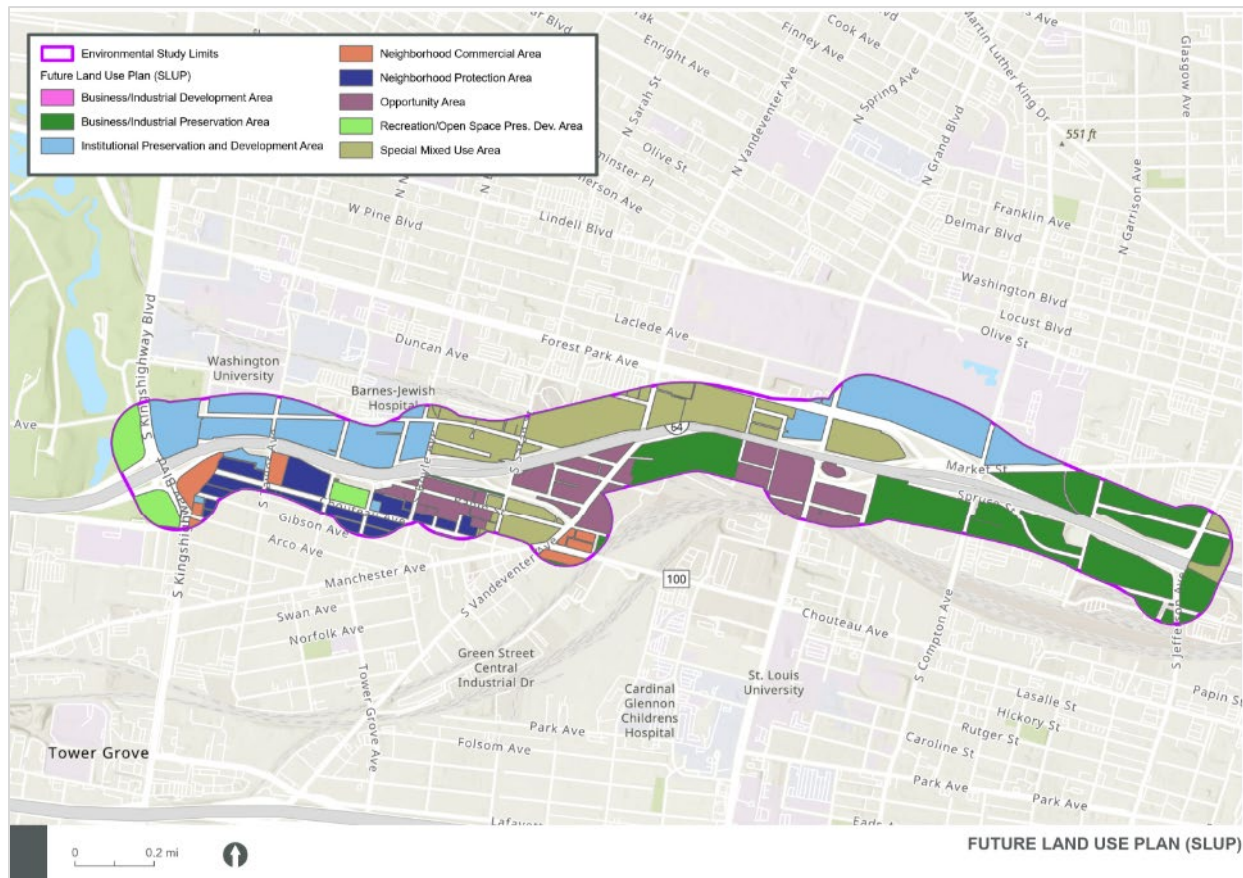 Environmental Study Limits
Future Land Use Plan (SLUP)
Business/Industrial Development Area
Business/Industrial Preservation Area
Institutional Preservation and Development Area
Neighborhood Commercial Area
Neighborhood Protection Area
Opportunity Area
Recreation/Open Space Pres. Dev. Area
Special Mixed Use Area
Enright Ave
Finney Ave
Cook Ave
Martin Luther King Dr
Glasgow Ave
N Sarah St
N Vandeventer Ave
N Spring Ave
N Grand Blvd
551 ft
Olive St
N Garrison Ave
W Pine Blvd
Lindell Blvd
Franklin Ave
Delmar Blvd
Washington Blvd
Locust Blvd
Olive St
S Kingshighway Blvd
Laclede Ave
Duncan Ave
Forest Park Ave
Washington
University
Barnes-Jewish
Hospital
Ave
64
Market St
Spruce St
Gibson Ave
Arco Ave
Manchester Ave
S Vandeventer Ave
100
Swan Ave
Norfolk Ave
Chouteau Ave
S Compton Ave
S Jefferson Ave
Tower Grove Ave
Green Street
Central
Industrial Dr
Cardinal
Glennon
Childrens
Hospital
St. Louis
University
Lasalle St
Papin St
Hickory St
Rutger St
Caroline St
Park Ave
Folsom Ave
Park Ave
Park Ave
Tower Grove
FUTURE LAND USE PLAN (SLUP)
0 0.2 mi